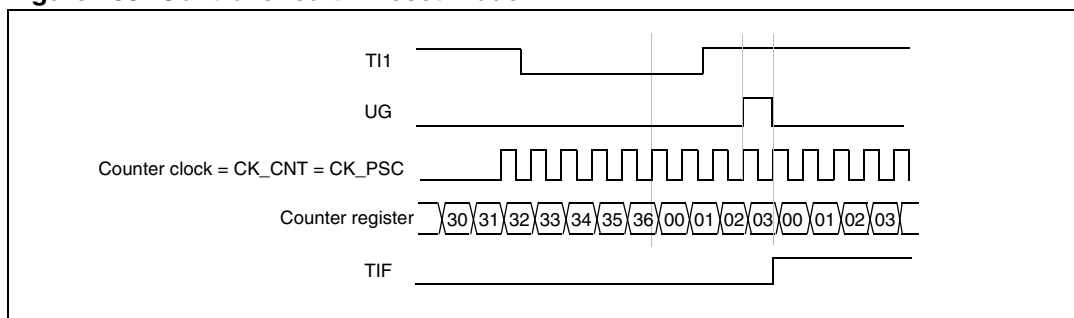 TI1
UG
Counter clock = CK_CNT = CK_PSC
Counter register 30 31 32 33 34 35 36 00 01 02 03 00 01 02 03
TIF